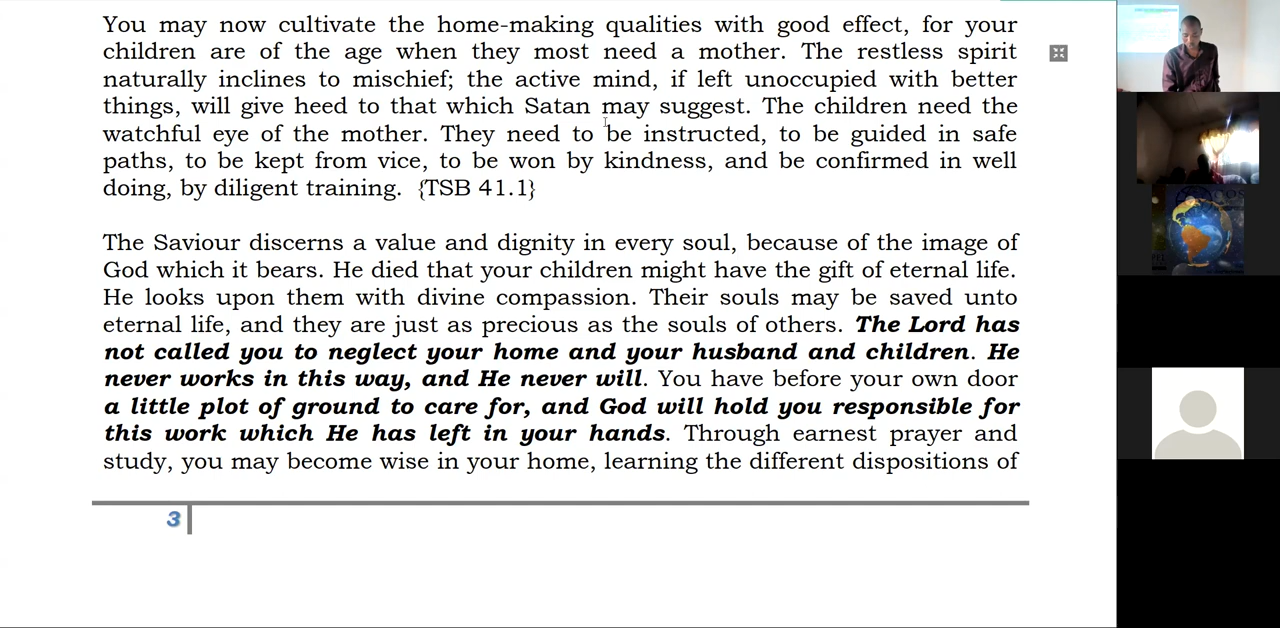 You may now cultivate the home-making qualities with good effect, for your
children are of the age when they most need a mother. The restless spirit
naturally inclines to mischief; the active mind, if left unoccupied with better
things, will give heed to that which Satan may suggest. The children need the
watchful eye of the mother. They need to be instructed, to be guided in safe
paths, to be kept from vice, to be won by kindness, and be confirmed in well
doing, by diligent training. {TSB 41.1}
The Saviour discerns a value and dignity in every soul, because of the image of
God which it bears. He died that your children might have the gift of eternal life.
He looks upon them with divine compassion. Their souls may be saved unto
eternal life, and they are just as precious as the souls of others. The Lord has
not called you to neglect your home and your husband and children. He
never works in this way, and He never will. You have before your own door
a little plot of ground to care for, and God will hold you responsible for
this work which He has left in your hands. Through earnest prayer and
study, you may become wise in your home, learning the different dispositions of
3